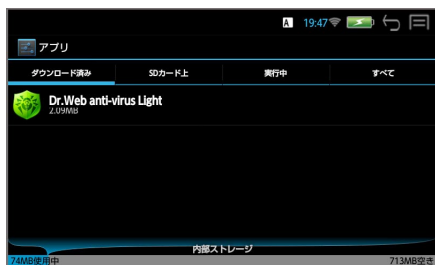 A 19:47
アプリ
ダウンロード済み SDカード上 実行中 すべて
Dr.Web anti-virus Light
2.09MB
内部ストレージ
74MB使用中 713MB空き